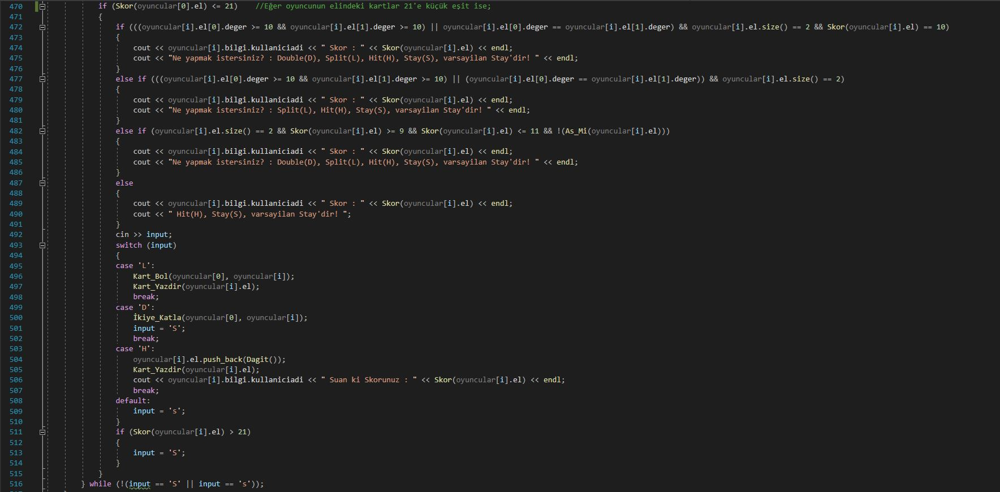 470 if (Skor(oyuncular[0].el) <= 21) //Eğer oyuncunun elindeki kartlar 21'e küçük eşit ise;
471 {
472 if (((oyuncular[i].el[0].deger >= 10 && oyuncular[i].el[1].deger >= 10) || oyuncular[i].el[0].deger == oyuncular[i].el[1].deger) && oyuncular[i].el.size() == 2 && Skor(oyuncular[i].el) == 10)
473 {
474 cout << oyuncular[i].bilgi.kullaniciadi << " Skor : " << Skor(oyuncular[i].el) << endl;
475 cout << "Ne yapmak istersiniz? : Double(D), Split(L), Hit(H), Stay(S), varsayilan Stay'dir! " << endl;
476 }
477 else if (((oyuncular[i].el[0].deger >= 10 && oyuncular[i].el[1].deger >= 10) || (oyuncular[i].el[0].deger == oyuncular[i].el[1].deger)) && oyuncular[i].el.size() == 2)
478 {
479 cout << oyuncular[i].bilgi.kullaniciadi << " Skor : " << Skor(oyuncular[i].el) << endl;
480 cout << "Ne yapmak istersiniz? : Split(L), Hit(H), Stay(S), varsayilan Stay'dir! " << endl;
481 }
482 else if (oyuncular[i].el.size() == 2 && Skor(oyuncular[i].el) >= 9 && Skor(oyuncular[i].el) <= 11 && !(As_Mi(oyuncular[i].el)))
483 {
484 cout << oyuncular[i].bilgi.kullaniciadi << " Skor : " << Skor(oyuncular[i].el) << endl;
485 cout << "Ne yapmak istersiniz? : Double(D), Split(L), Hit(H), Stay(S), varsayilan Stay'dir! " << endl;
486 }
487 else
488 {
489 cout << oyuncular[i].bilgi.kullaniciadi << " Skor : " << Skor(oyuncular[i].el) << endl;
490 cout << " Hit(H), Stay(S), varsayilan Stay'dir! ";
491 }
492 cin >> input;
493 switch (input)
494 {
495 case 'L':
496 Kart_Bol(oyuncular[0], oyuncular[i]);
497 Kart_Yazdir(oyuncular[i].el);
498 break;
499 case 'D':
500 İkiye_Katla(oyuncular[0], oyuncular[i]);
501 input = 'S';
502 break;
503 case 'H':
504 oyuncular[i].el.push_back(Dagit());
505 Kart_Yazdir(oyuncular[i].el);
506 cout << oyuncular[i].bilgi.kullaniciadi << " Suan ki Skorunuz : " << Skor(oyuncular[i].el) << endl;
507 break;
508 default:
509 input = 's';
510 }
511 if (Skor(oyuncular[i].el) > 21)
512 {
513 input = 'S';
514 }
515 }
516 } while (!(input == 'S' || input == 's'));